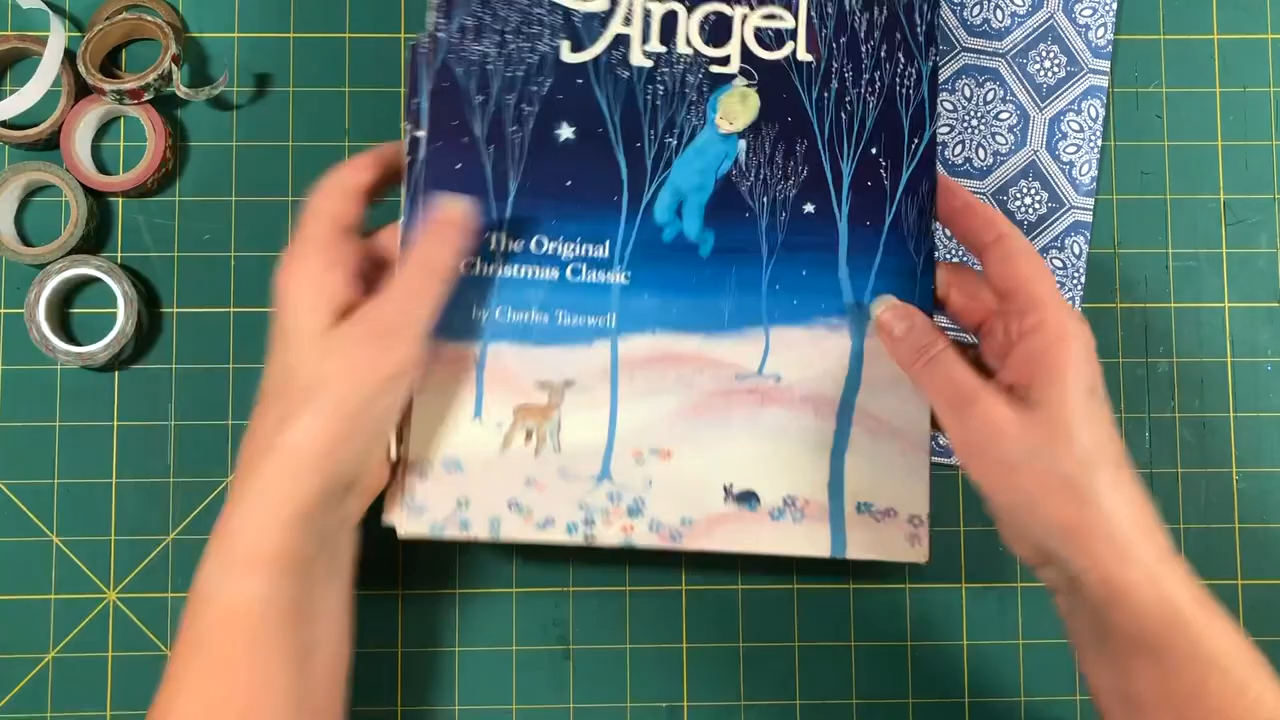 Angel
The Original
Christmas Classic
by Charles Tazewell